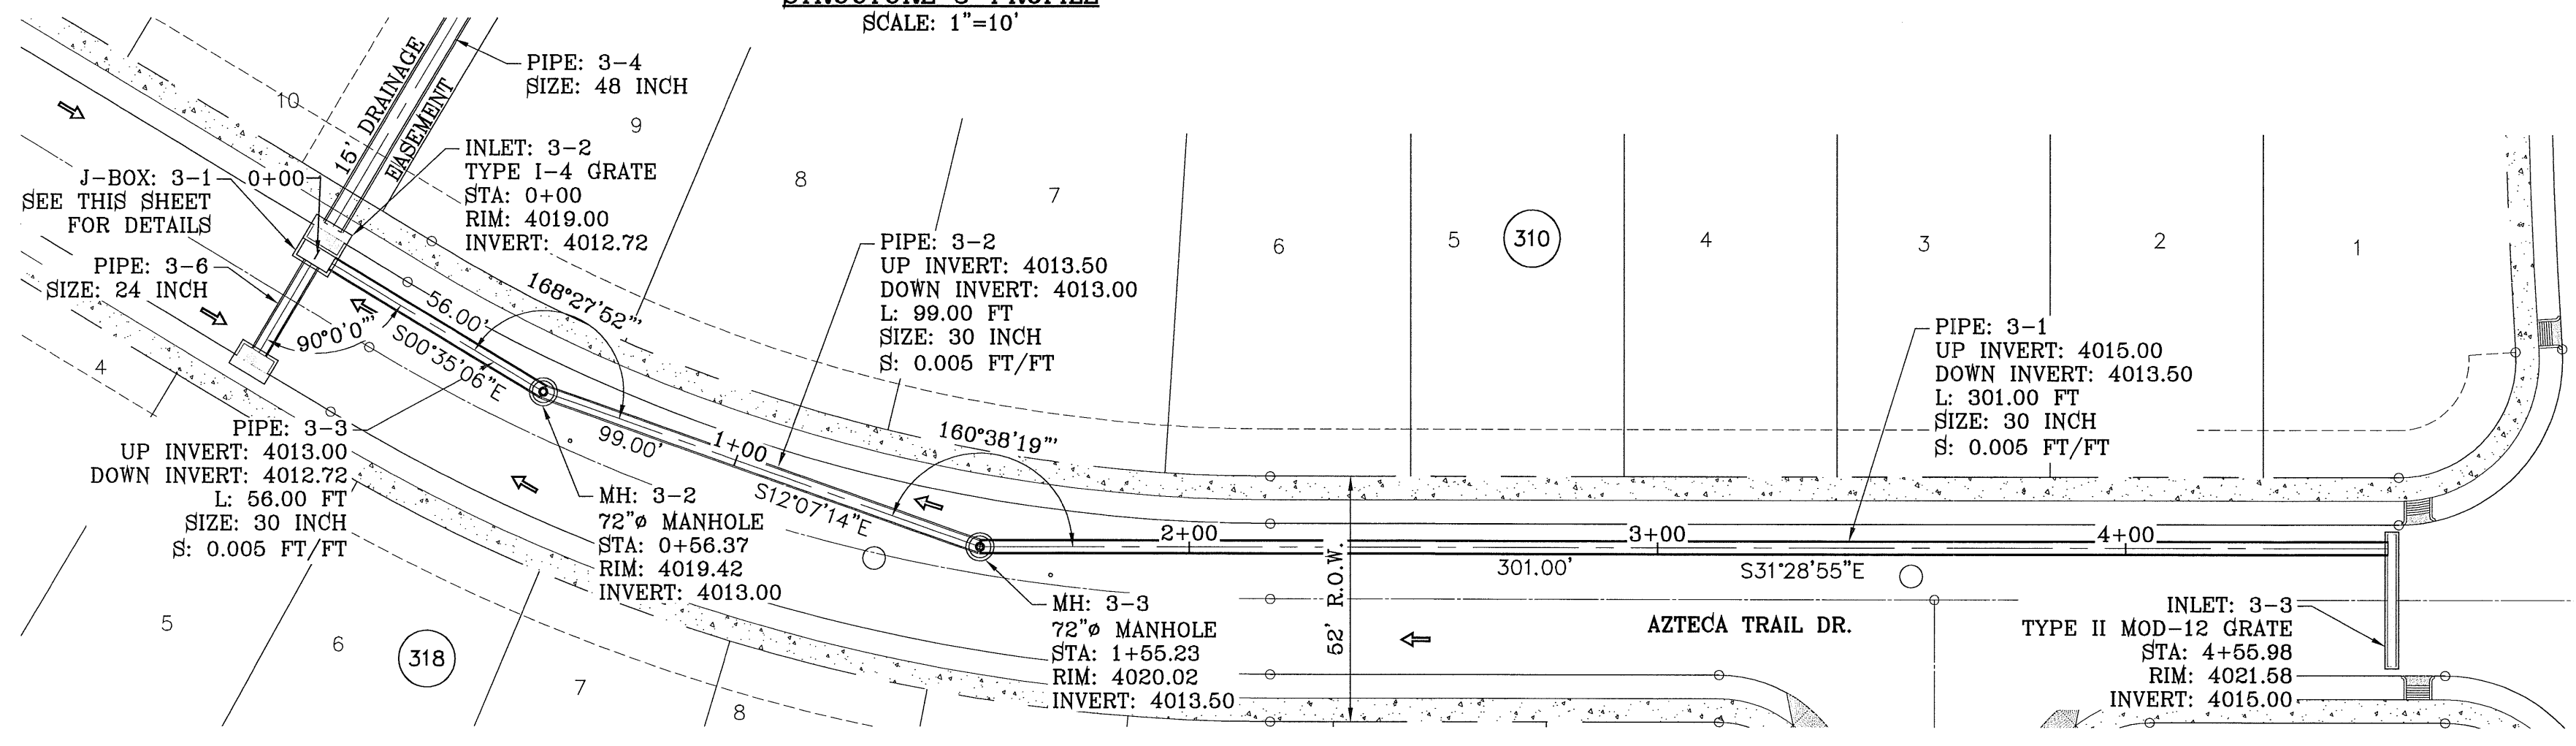 STRUCTURE 3 PROFILE
SCALE: 1"=10'
PIPE: 3-4
SIZE: 48 INCH
10
15' DRAINAGE
EASEMENT
9
J-BOX: 3-1
SEE THIS SHEET
FOR DETAILS
0+00
INLET: 3-2
TYPE I-4 GRATE
STA: 0+00
RIM: 4019.00
INVERT: 4012.72
8
7
6
5
310
4
3
2
1
PIPE: 3-6
SIZE: 24 INCH
56.00'
168°27'52"'
90°0'0"'
S00°35'06"E
PIPE: 3-2
UP INVERT: 4013.50
DOWN INVERT: 4013.00
L: 99.00 FT
SIZE: 30 INCH
S: 0.005 FT/FT
PIPE: 3-1
UP INVERT: 4015.00
DOWN INVERT: 4013.50
L: 301.00 FT
SIZE: 30 INCH
S: 0.005 FT/FT
4
PIPE: 3-3
UP INVERT: 4013.00
DOWN INVERT: 4012.72
L: 56.00 FT
SIZE: 30 INCH
S: 0.005 FT/FT
99.00'
1+00
160°38'19"'
S12°07'14"E
MH: 3-2
72"ø MANHOLE
STA: 0+56.37
RIM: 4019.42
INVERT: 4013.00
2+00
3+00
4+00
301.00'
S31°28'55"E
52' R.O.W.
MH: 3-3
72"ø MANHOLE
STA: 1+55.23
RIM: 4020.02
INVERT: 4013.50
AZTECA TRAIL DR.
INLET: 3-3
TYPE II MOD-12 GRATE
STA: 4+55.98
RIM: 4021.58
INVERT: 4015.00
5
6
318
7
8